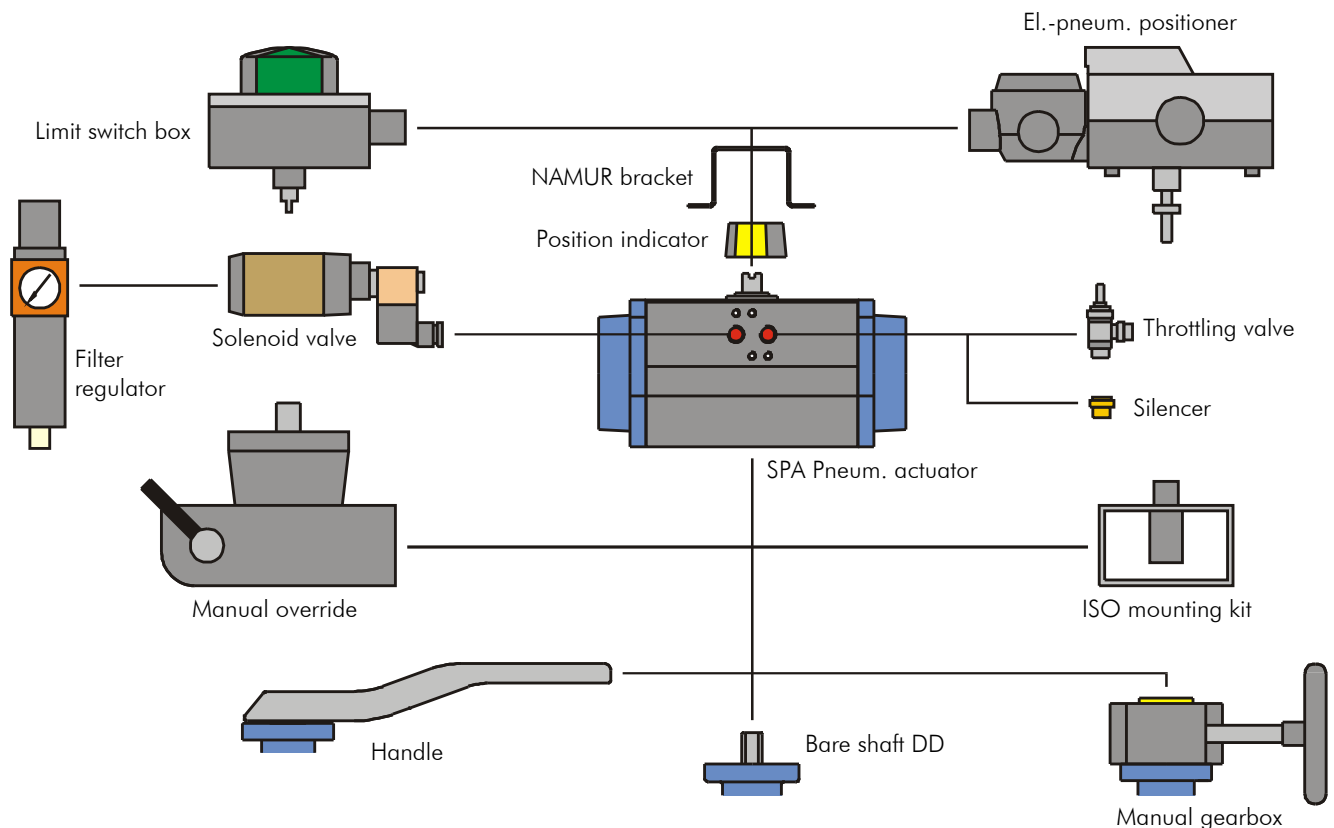 El.-pneum. positioner
Limit switch box
NAMUR bracket
Position indicator
Solenoid valve
Throttling valve
Filter
regulator
Silencer
SPA Pneum. actuator
Manual override
ISO mounting kit
Handle
Bare shaft DD
Manual gearbox